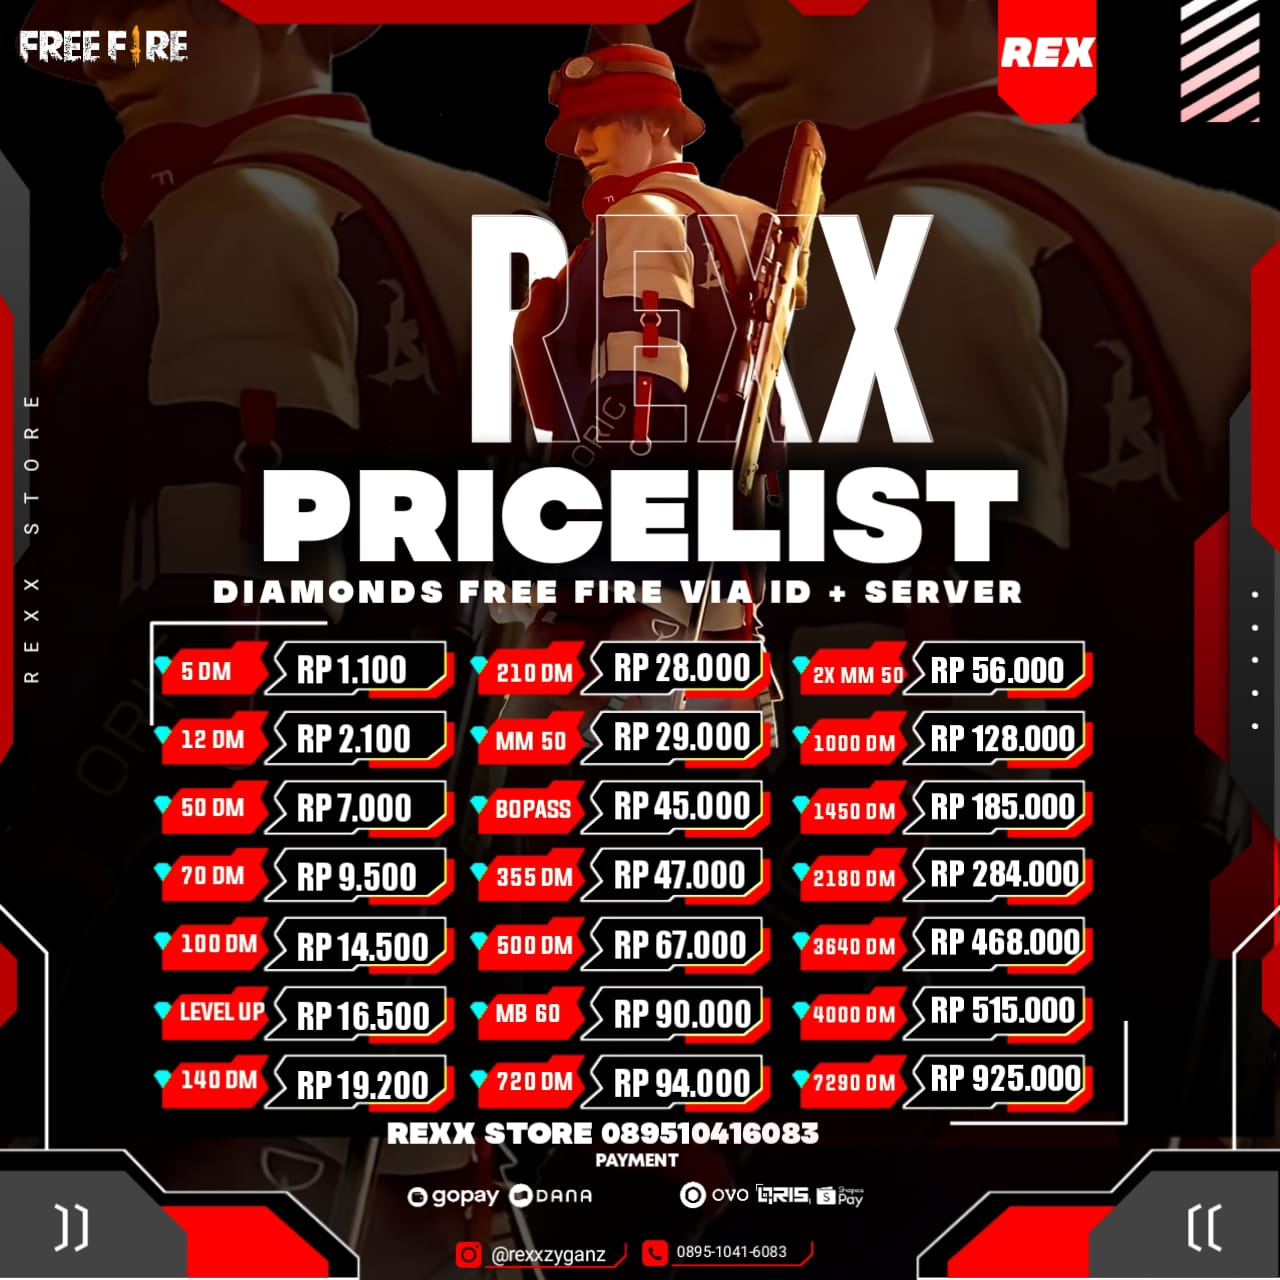 FREE FIRE
REX
REXX
REXX STORE
PRICELIST
DIAMONDS FREE FIRE VIA ID + SERVER
5 DM RP 1.100
12 DM RP 2.100
50 DM RP 7.000
70 DM RP 9.500
100 DM RP 14.500
LEVEL UP RP 16.500
140 DM RP 19.200
210 DM RP 28.000
MM 50 RP 29.000
BOPASS RP 45.000
355 DM RP 47.000
500 DM RP 67.000
MB 60 RP 90.000
720 DM RP 94.000
2X MM 50 RP 56.000
1000 DM RP 128.000
1450 DM RP 185.000
2180 DM RP 284.000
3640 DM RP 468.000
4000 DM RP 515.000
7290 DM RP 925.000
REXX STORE 089510416083
PAYMENT
gopay DANA OVO QRIS Shopee Pay
@rexxzyganz 0895-1041-6083